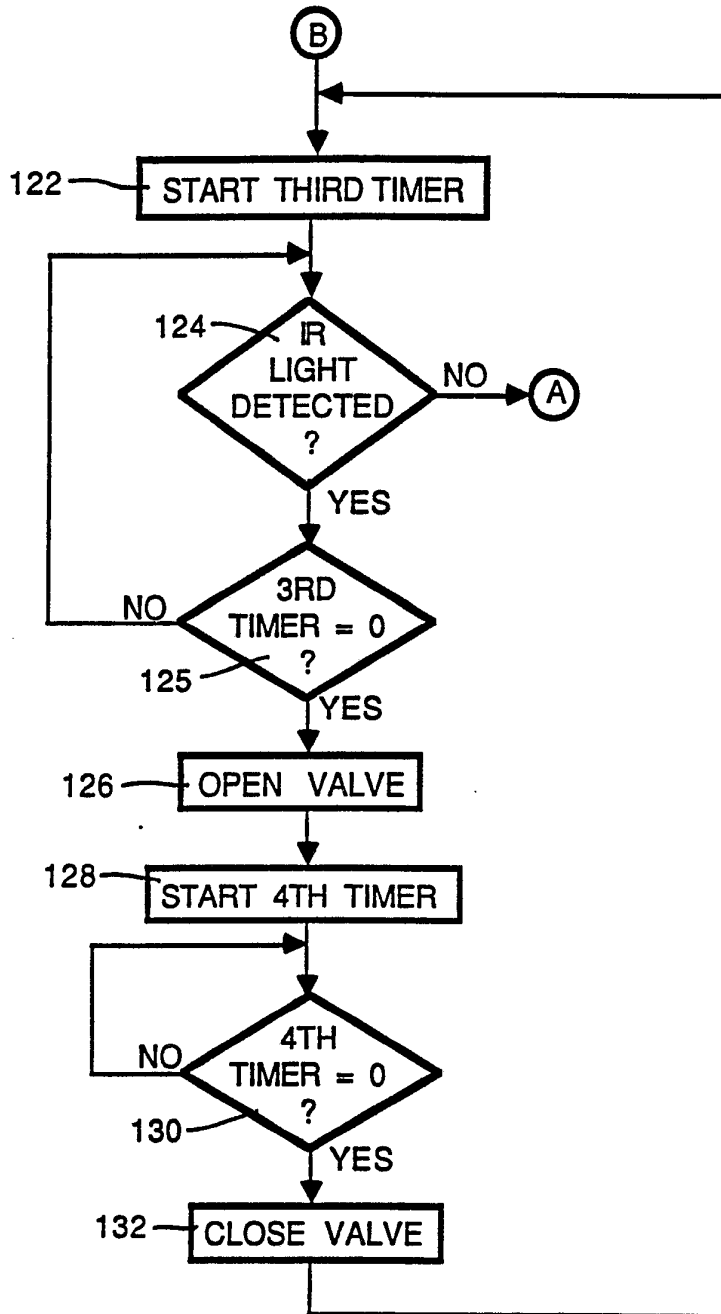 B
122
START THIRD TIMER
124
IR
LIGHT
DETECTED
?
NO
A
YES
3RD
TIMER = 0
?
NO
125
YES
126
OPEN VALVE
128
START 4TH TIMER
4TH
TIMER = 0
?
NO
130
YES
132
CLOSE VALVE